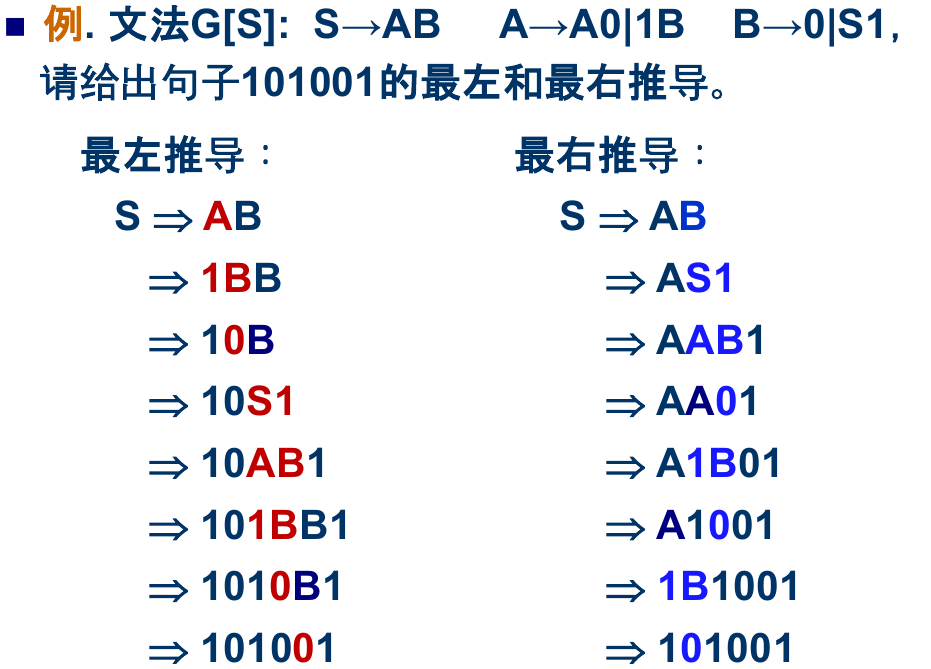 ■ 例. 文法G[S]: S→AB A→A0|1B B→0|S1,
请给出句子101001的最左和最右推导。
最左推导： 最右推导：
S ⇒ AB S ⇒ AB
⇒ 1BB ⇒ AS1
⇒ 10B ⇒ AAB1
⇒ 10S1 ⇒ AA01
⇒ 10AB1 ⇒ A1B01
⇒ 101BB1 ⇒ A1001
⇒ 1010B1 ⇒ 1B1001
⇒ 101001 ⇒ 101001